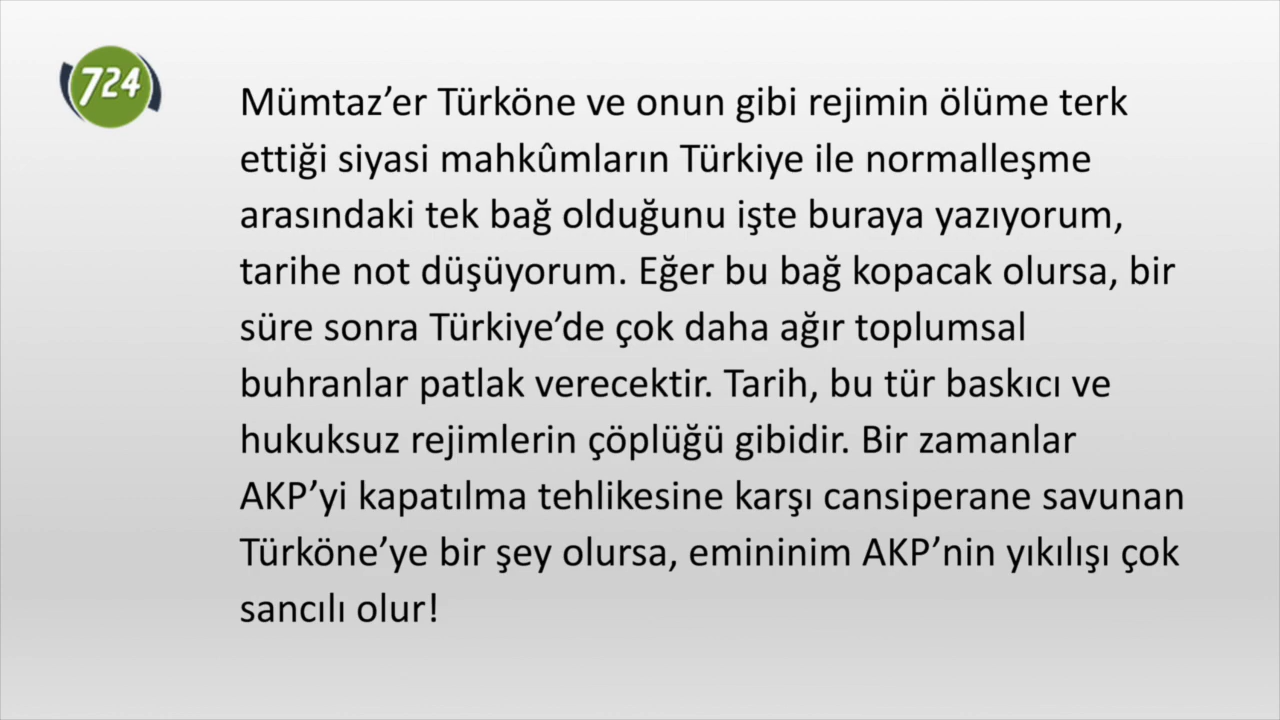 724
Mümtaz’er Türköne ve onun gibi rejimin ölüme terk
ettiği siyasi mahkûmların Türkiye ile normalleşme
arasındaki tek bağ olduğunu işte buraya yazıyorum,
tarihe not düşüyorum. Eğer bu bağ kopacak olursa, bir
süre sonra Türkiye’de çok daha ağır toplumsal
buhranlar patlak verecektir. Tarih, bu tür baskıcı ve
hukuksuz rejimlerin çöplüğü gibidir. Bir zamanlar
AKP’yi kapatılma tehlikesine karşı cansiperane savunan
Türköne’ye bir şey olursa, emininim AKP’nin yıkılışı çok
sancılı olur!